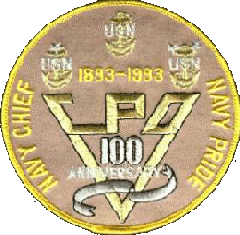 USN
USN USN
1893-1993
NAVY CHIEF
NAVY PRIDE
CPO
100
ANNIVERSARY